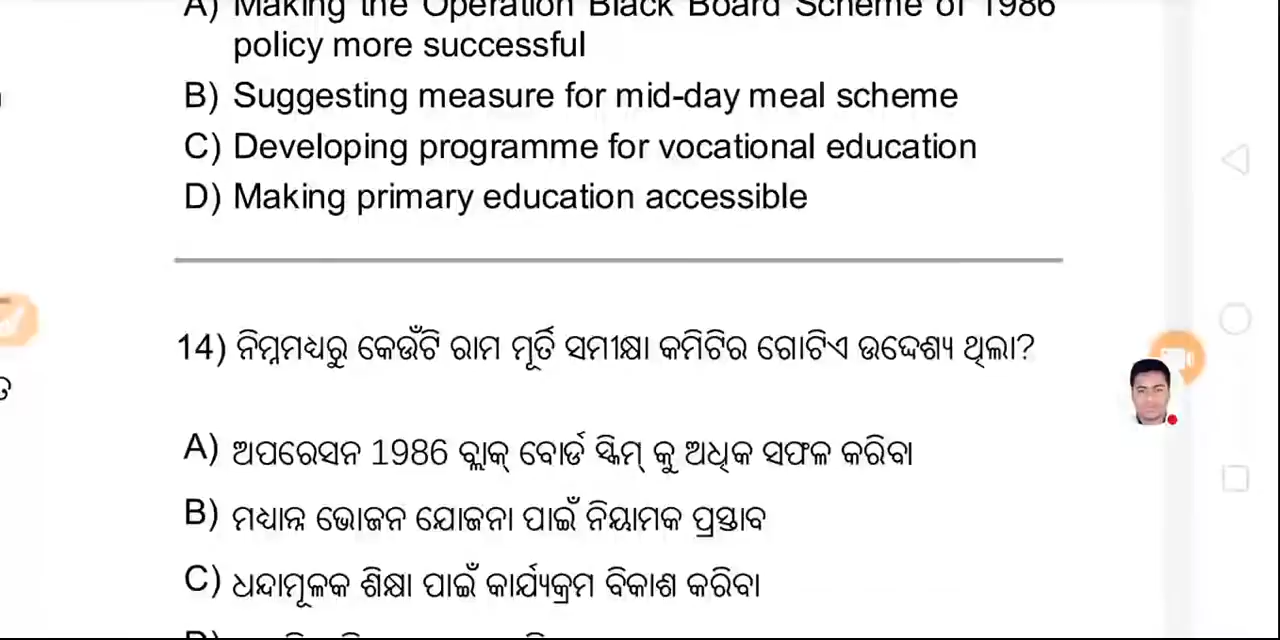 A) Making the Operation Black Board Scheme of 1986
policy more successful
B) Suggesting measure for mid-day meal scheme
C) Developing programme for vocational education
D) Making primary education accessible
14) ନିମ୍ନମଧ୍ୟରୁ କେଉଁଟି ରାମ ମୂର୍ତି ସମୀକ୍ଷା କମିଟିର ଗୋଟିଏ ଉଦ୍ଦେଶ୍ୟ ଥିଲା?
A) ଅପରେସନ 1986 ବ୍ଲାକ୍ ବୋର୍ଡ ସ୍କିମ୍ କୁ ଅଧିକ ସଫଳ କରିବା
B) ମଧ୍ୟାହ୍ନ ଭୋଜନ ଯୋଜନା ପାଇଁ ନିୟାମକ ପ୍ରସ୍ତାବ
C) ଧନ୍ଦାମୂଳକ ଶିକ୍ଷା ପାଇଁ କାର୍ଯ୍ୟକ୍ରମ ବିକାଶ କରିବା